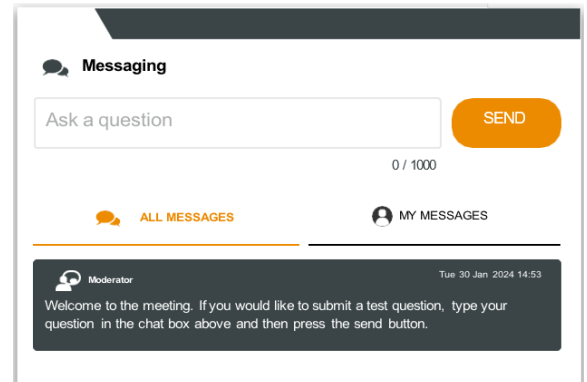 Messaging
Ask a question
SEND
0 / 1000
ALL MESSAGES
MY MESSAGES
Moderator
Tue 30 Jan 2024 14:53
Welcome to the meeting. If you would like to submit a test question, type your
question in the chat box above and then press the send button.